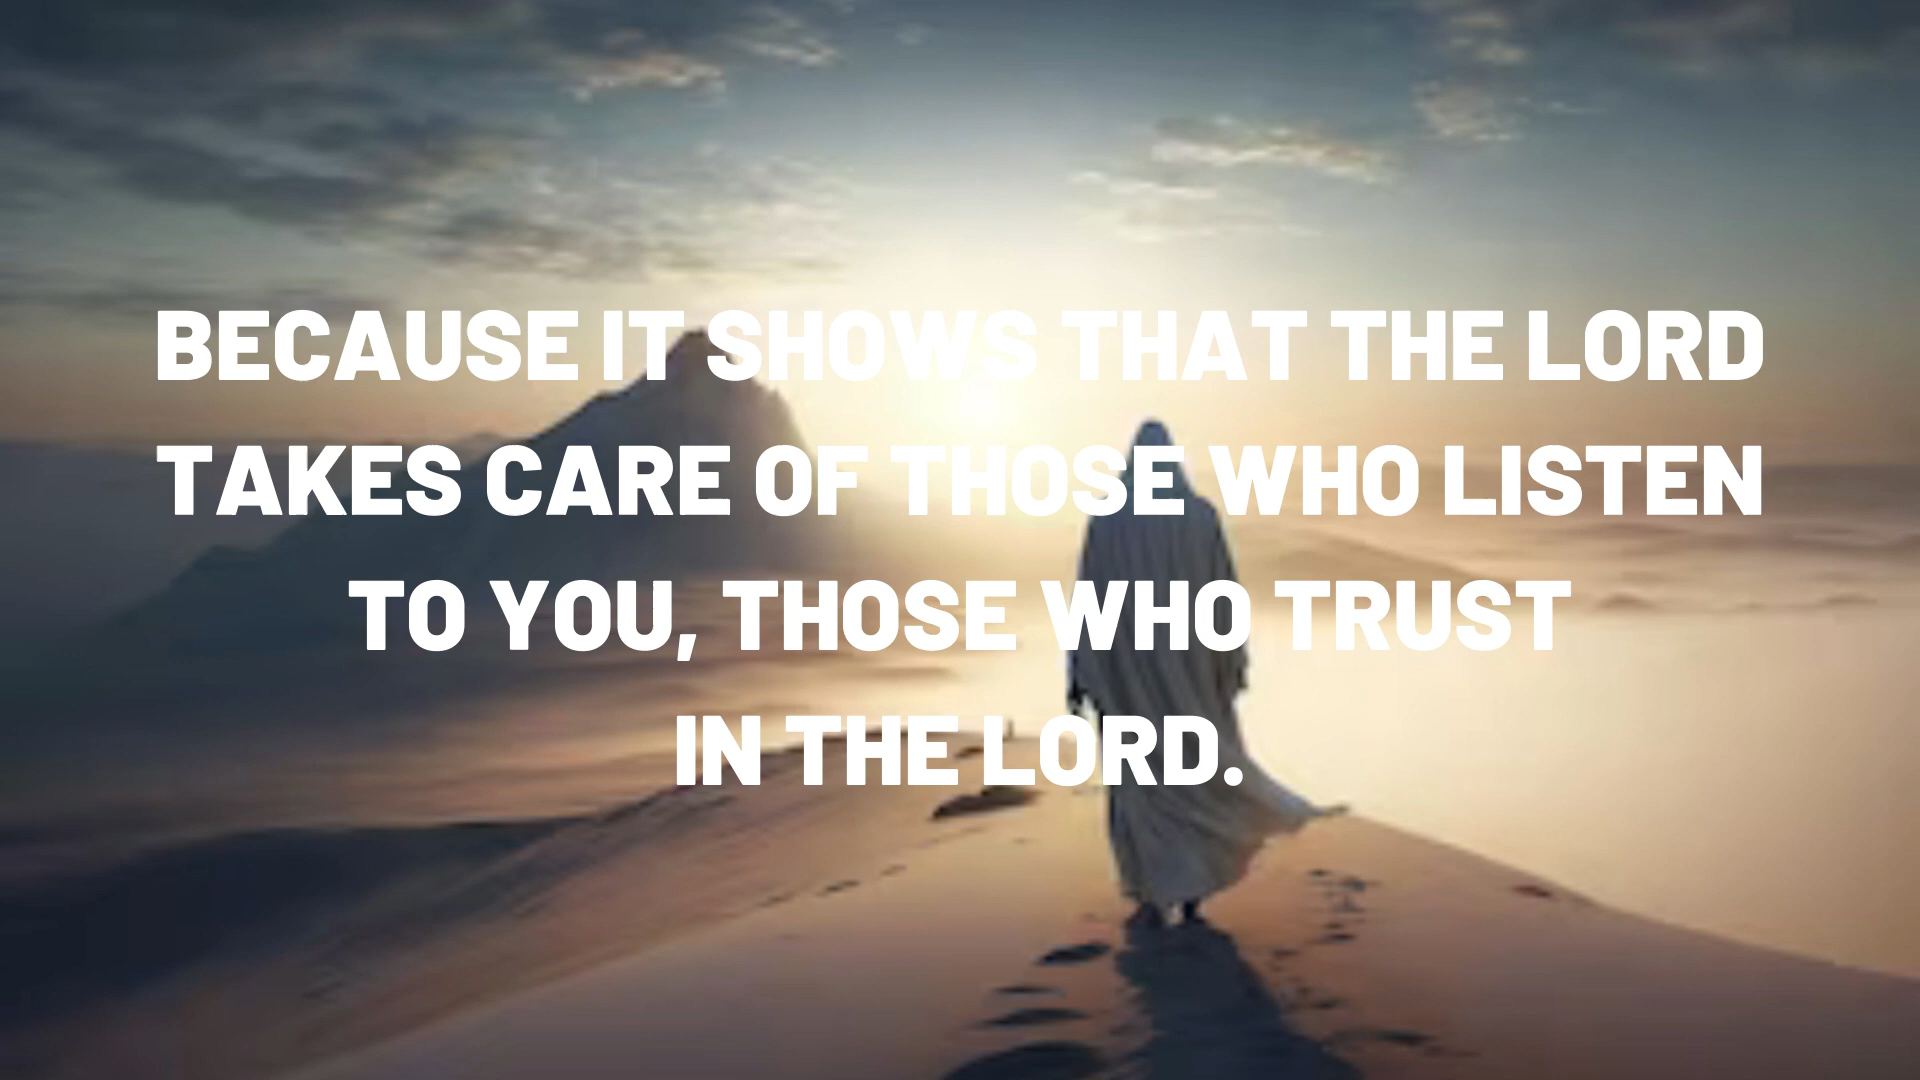 BECAUSE IT SHOWS THAT THE LORD
TAKES CARE OF THOSE WHO LISTEN
TO YOU, THOSE WHO TRUST
IN THE LORD.